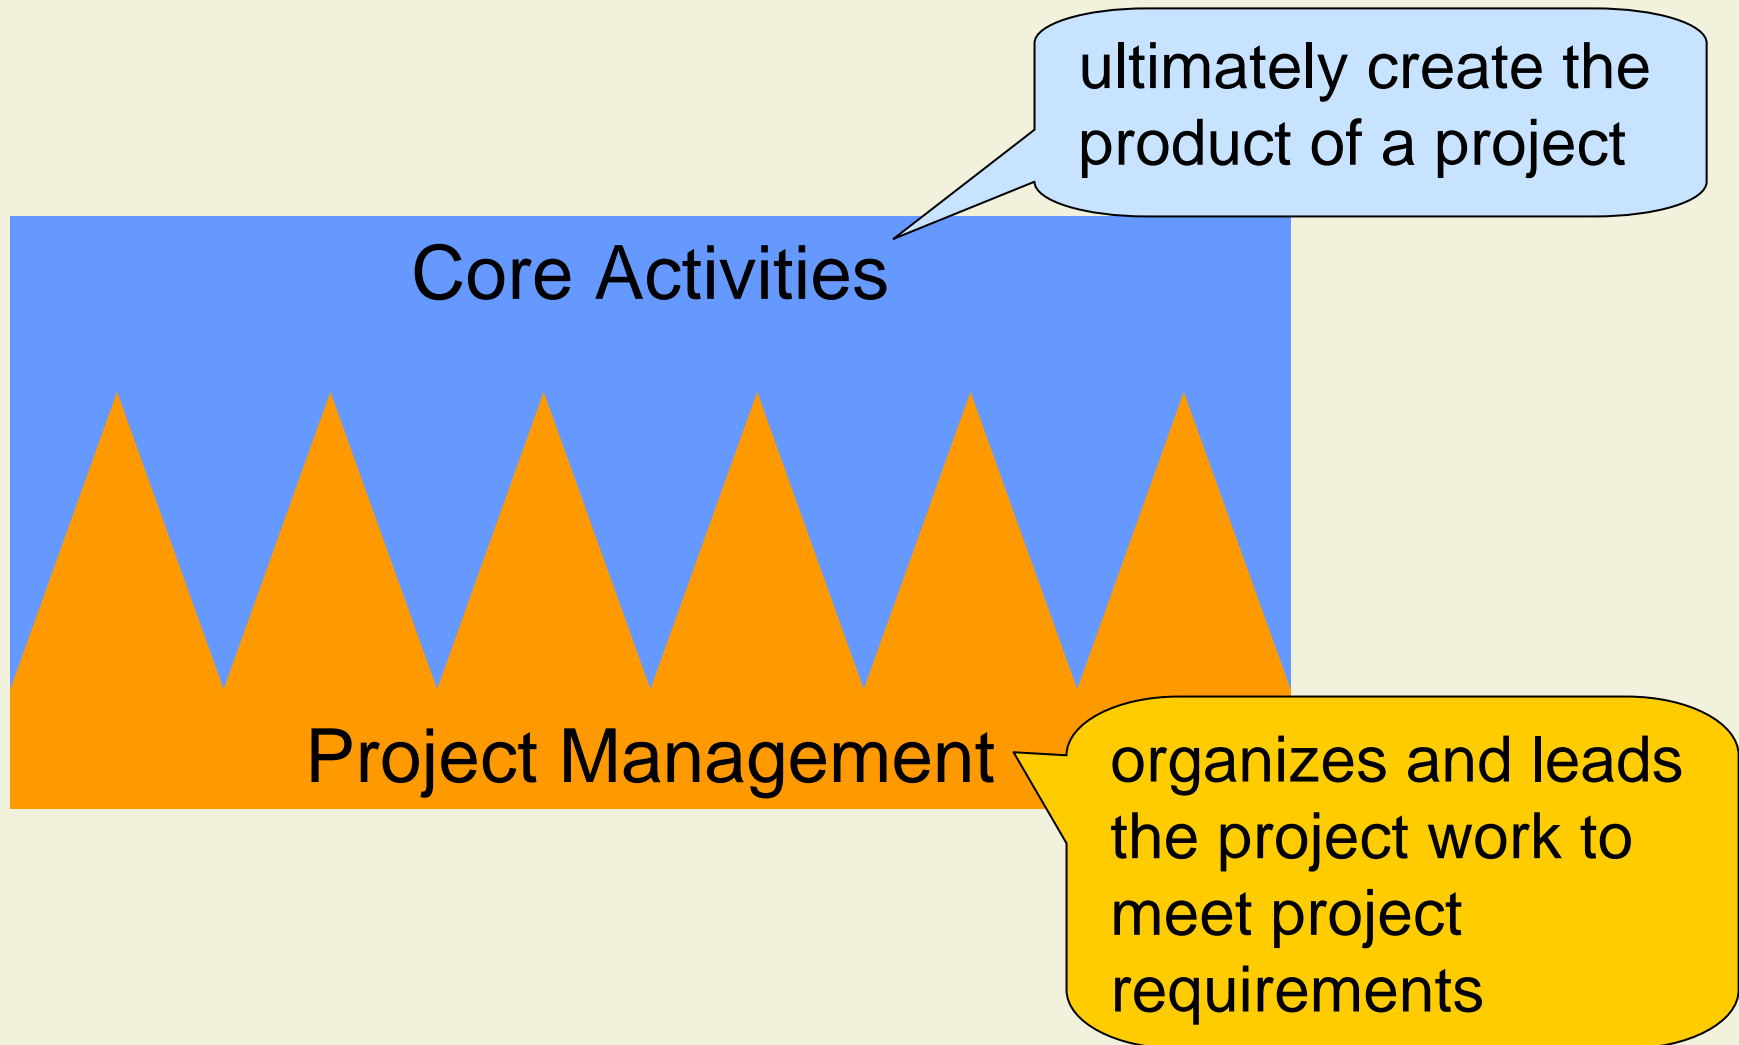 ultimately create the
product of a project
Core Activities
Project Management
organizes and leads
the project work to
meet project
requirements